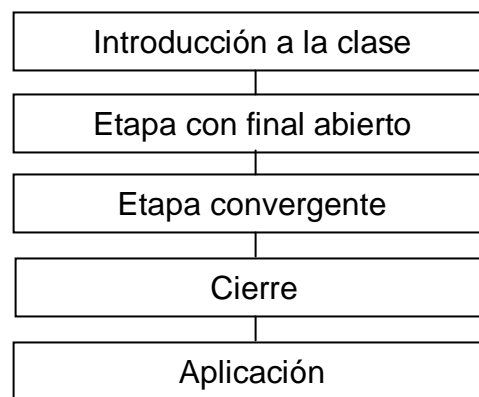 Introducción a la clase
Etapa con final abierto
Etapa convergente
Cierre
Aplicación